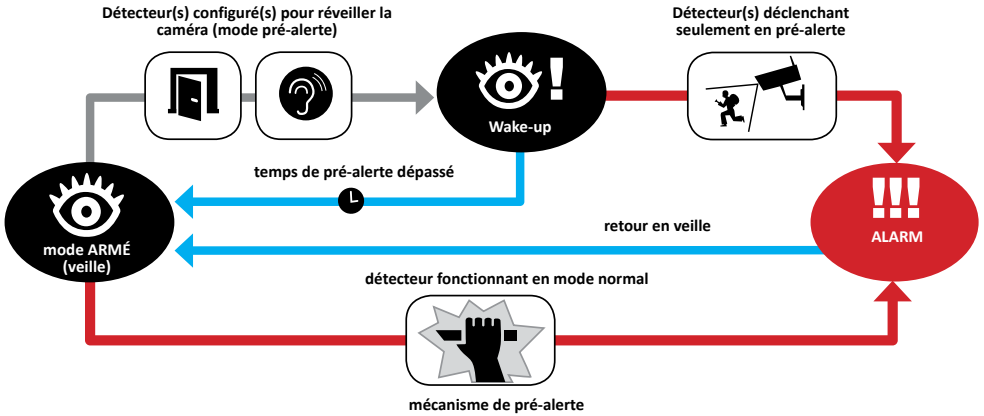 Détecteur(s) configuré(s) pour réveiller la
caméra (mode pré-alerte)
Détecteur(s) déclenchant
seulement en pré-alerte
Wake-up
temps de pré-alerte dépassé
mode ARMÉ
(veille)
retour en veille
!!!
ALARM
détecteur fonctionnant en mode normal
mécanisme de pré-alerte